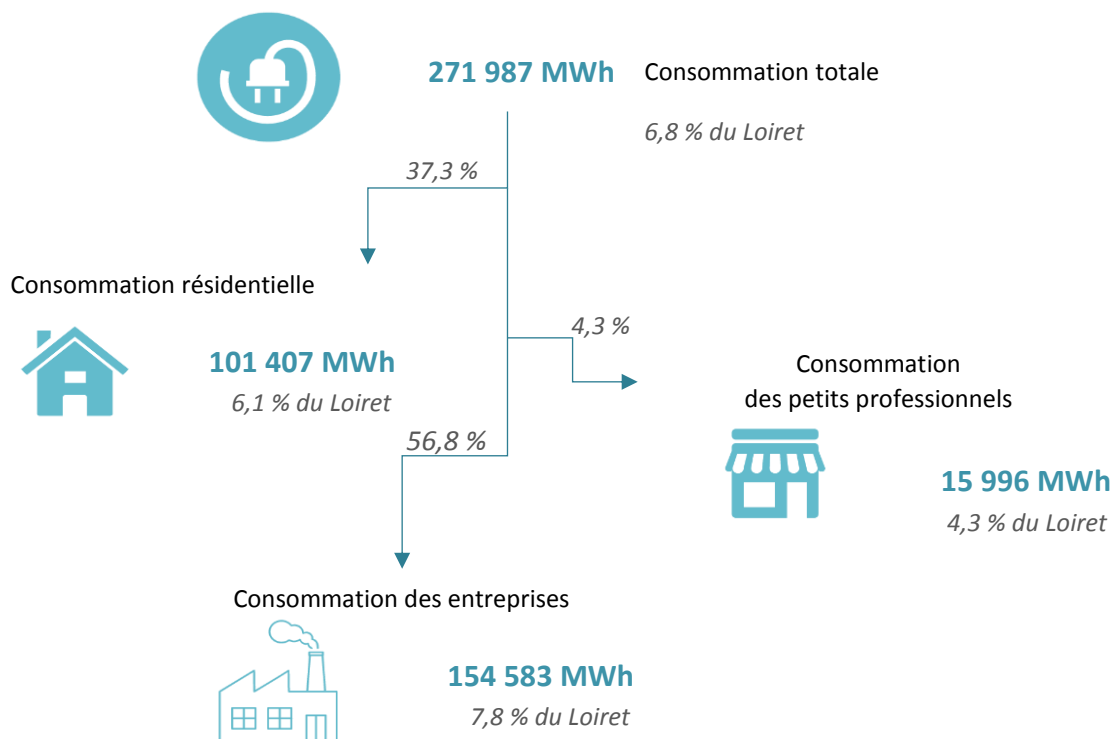 271 987 MWh Consommation totale
6,8 % du Loiret
37,3 %
Consommation résidentielle
101 407 MWh
6,1 % du Loiret
4,3 %
Consommation
des petits professionnels
15 996 MWh
4,3 % du Loiret
56,8 %
Consommation des entreprises
154 583 MWh
7,8 % du Loiret